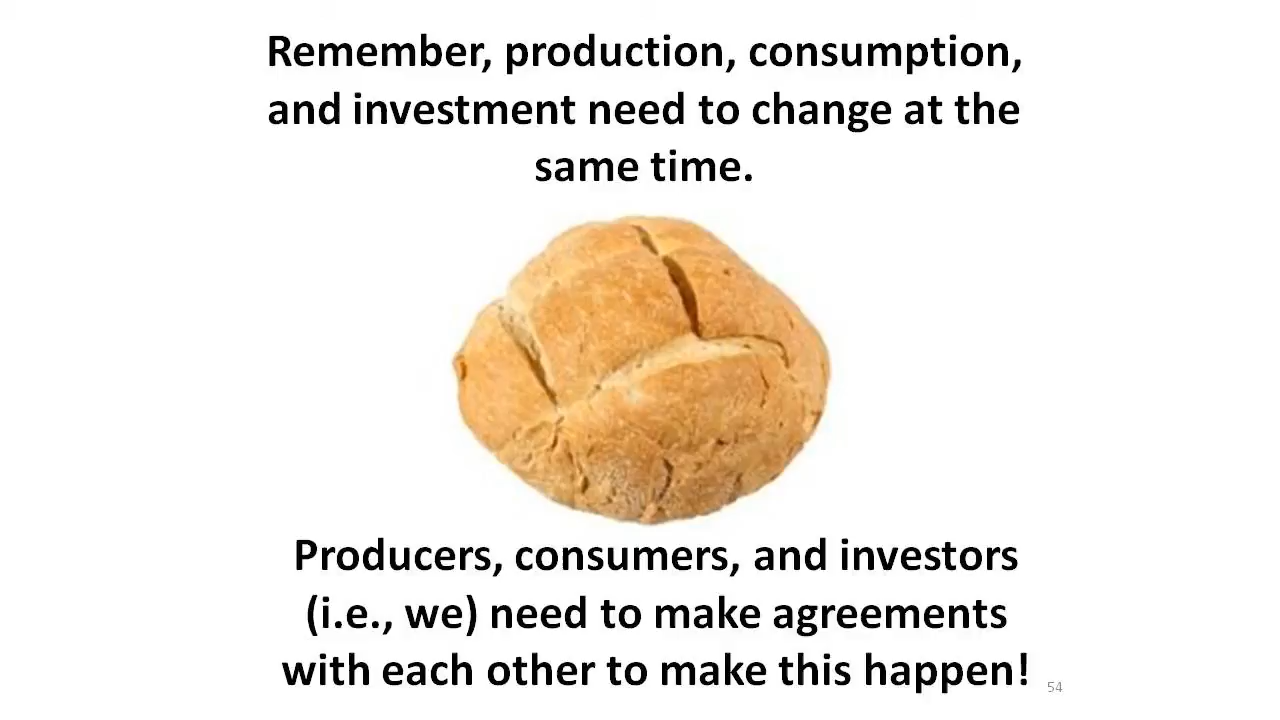 Remember, production, consumption,
and investment need to change at the
same time.
Producers, consumers, and investors
(i.e., we) need to make agreements
with each other to make this happen!
54